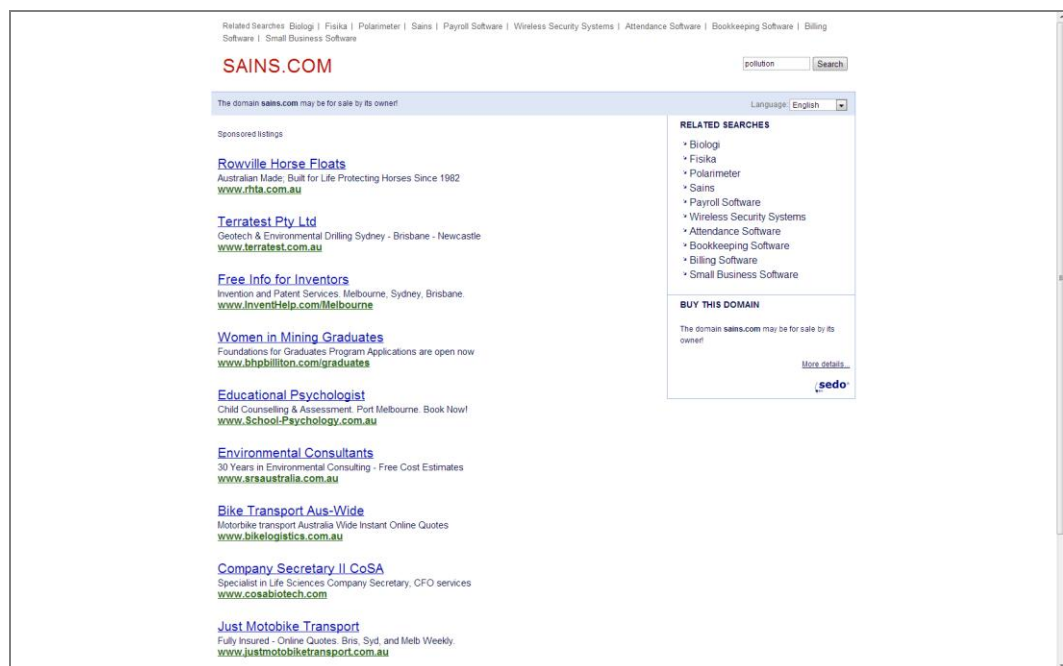 Related Searches Biologi | Fisika | Polarimeter | Sains | Payroll Software | Wireless Security Systems | Attendance Software | Bookkeeping Software | Billing
Software | Small Business Software
SAINS.COM
pollution Search
The domain sains.com may be for sale by its owner!
Language: English
Sponsored listings
Rowville Horse Floats
Australian Made; Built for Life Protecting Horses Since 1982
www.rhta.com.au
Terratest Pty Ltd
Geotech & Environmental Drilling Sydney - Brisbane - Newcastle
www.terratest.com.au
Free Info for Inventors
Invention and Patent Services. Melbourne, Sydney, Brisbane.
www.InventHelp.com/Melbourne
Women in Mining Graduates
Foundations for Graduates Program Applications are open now
www.bhpbilliton.com/graduates
Educational Psychologist
Child Counselling & Assessment. Port Melbourne. Book Now!
www.School-Psychology.com.au
Environmental Consultants
30 Years in Environmental Consulting - Free Cost Estimates
www.srsaustralia.com.au
Bike Transport Aus-Wide
Motorbike transport Australia Wide Instant Online Quotes
www.bikelogistics.com.au
Company Secretary II CoSA
Specialist in Life Sciences Company Secretary, CFO services
www.cosabiotech.com
Just Motobike Transport
Fully Insured - Online Quotes. Bris, Syd, and Melb Weekly.
www.justmotobiketransport.com.au
RELATED SEARCHES
Biologi
Fisika
Polarimeter
Sains
Payroll Software
Wireless Security Systems
Attendance Software
Bookkeeping Software
Billing Software
Small Business Software
BUY THIS DOMAIN
The domain sains.com may be for sale by its
owner!
More details...
sedo